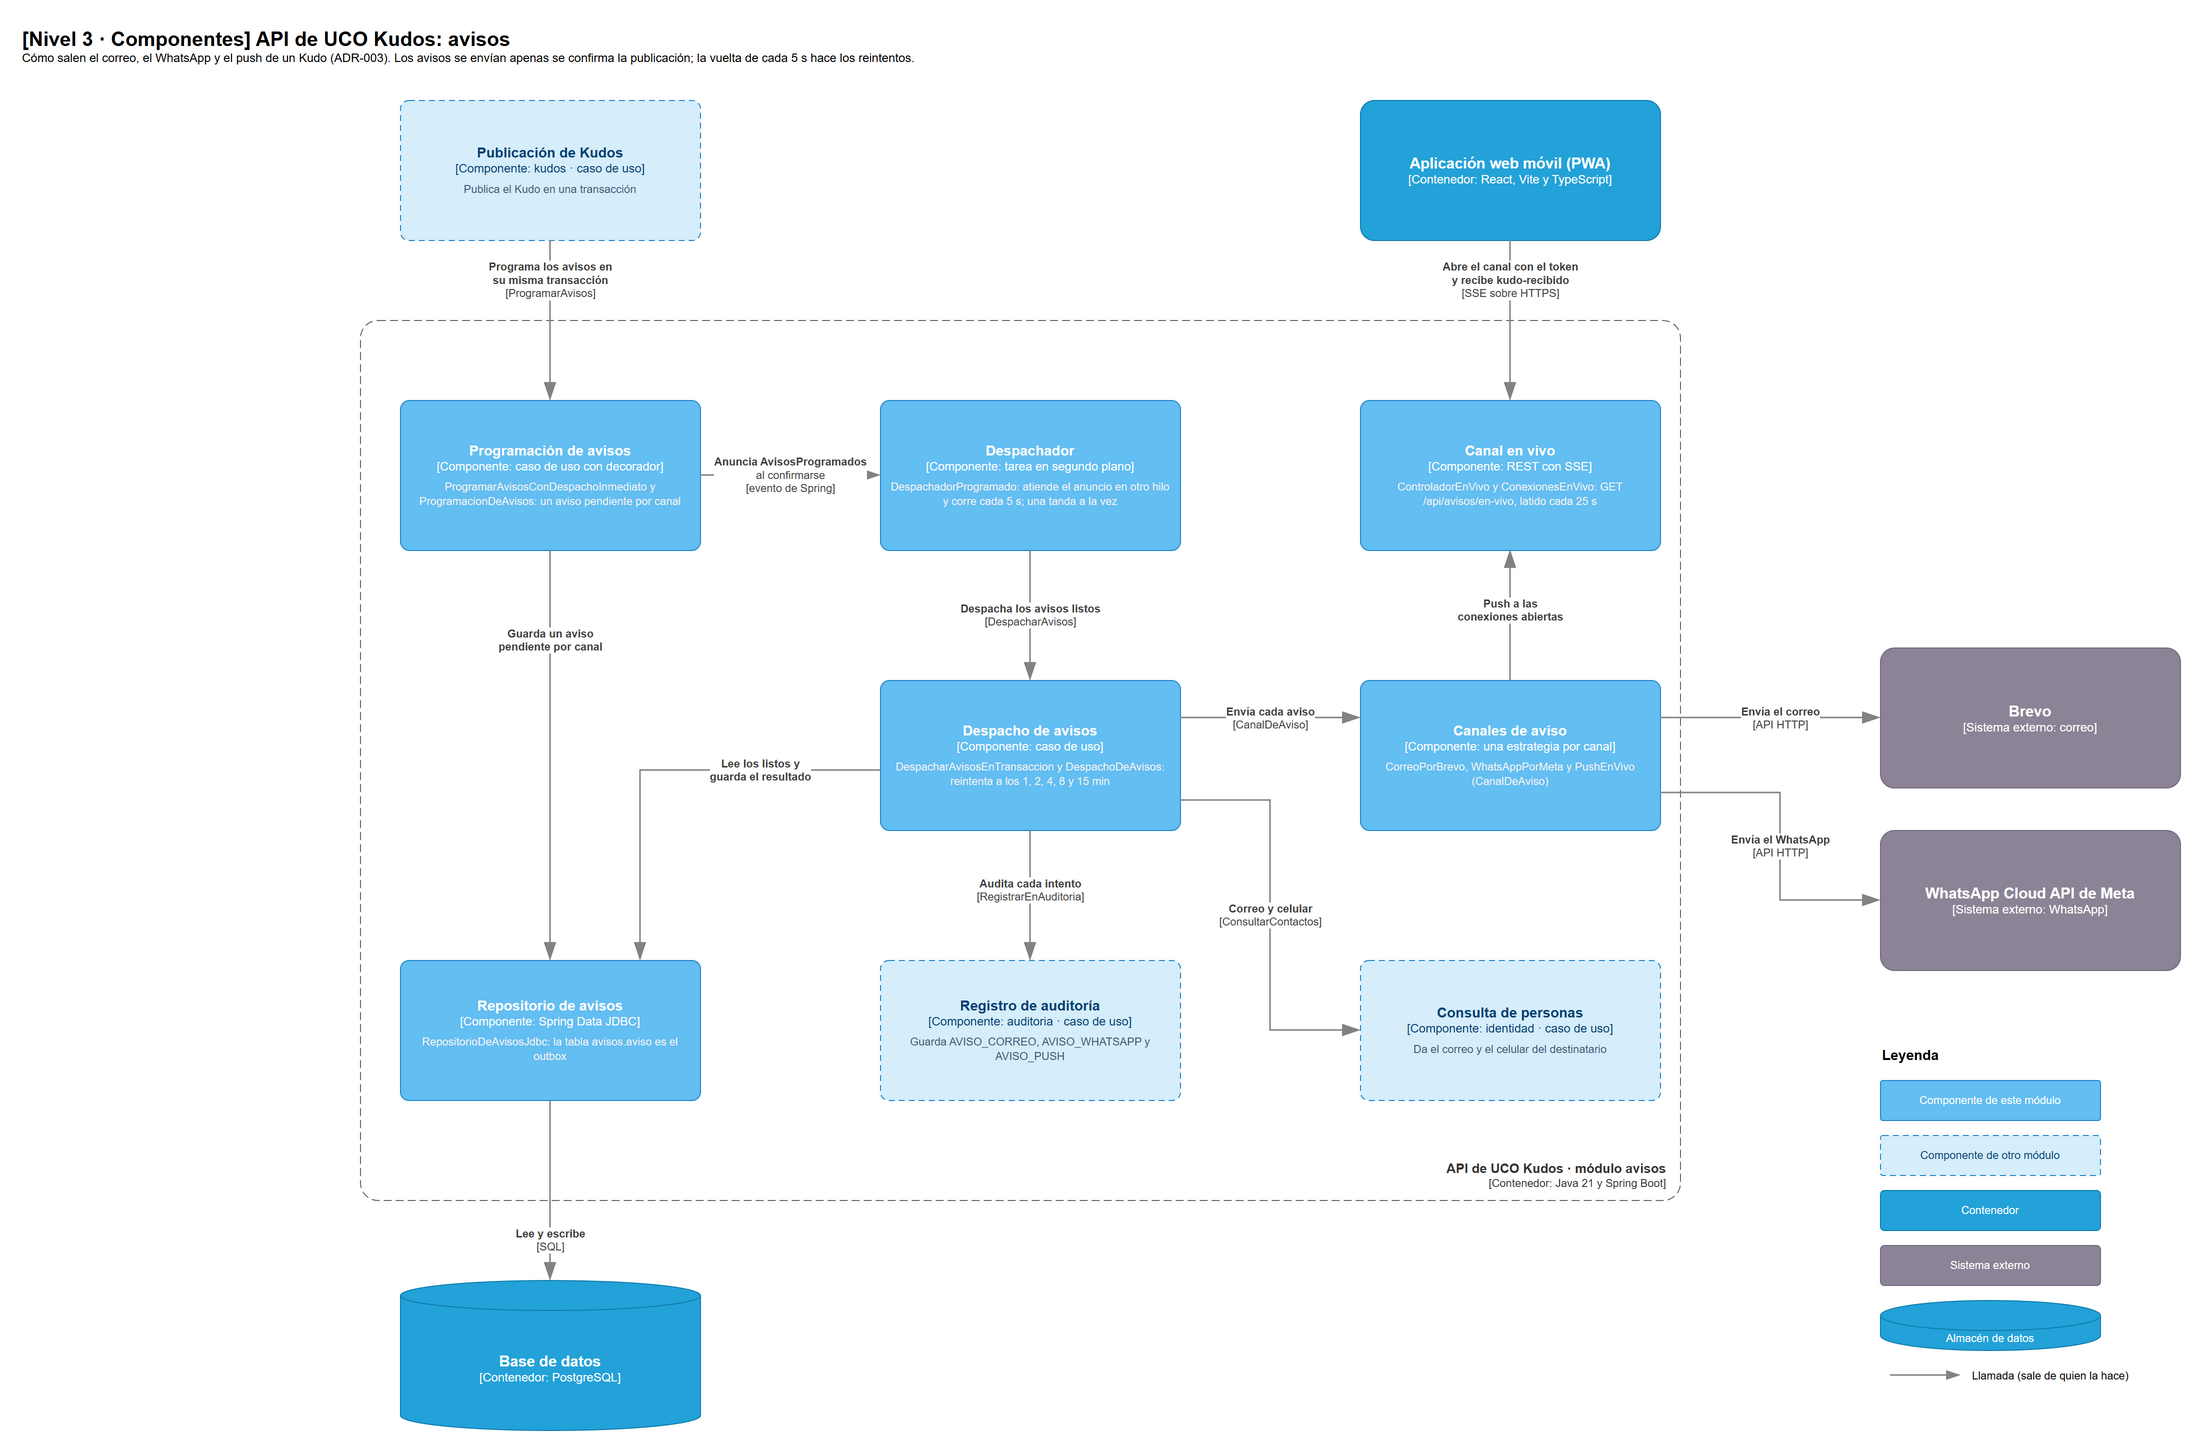 [Nivel 3 · Componentes] API de UCO Kudos: avisos
Cómo salen el correo, el WhatsApp y el push de un Kudo (ADR-003). Los avisos se envían apenas se confirma la publicación; la vuelta de cada 5 s hace los reintentos.
Publicación de Kudos
[Componente: kudos · caso de uso]
Publica el Kudo en una transacción
Aplicación web móvil (PWA)
[Contenedor: React, Vite y TypeScript]
Programa los avisos en
su misma transacción
[ProgramarAvisos]
Abre el canal con el token
y recibe kudo-recibido
[SSE sobre HTTPS]
Programación de avisos
[Componente: caso de uso con decorador]
ProgramarAvisosConDespachoInmediato y
ProgramacionDeAvisos: un aviso pendiente por canal
Anuncia AvisosProgramados
al confirmarse
[evento de Spring]
Despachador
[Componente: tarea en segundo plano]
DespachadorProgramado: atiende el anuncio en otro hilo
y corre cada 5 s; una tanda a la vez
Canal en vivo
[Componente: REST con SSE]
ControladorEnVivo y ConexionesEnVivo: GET
/api/avisos/en-vivo, latido cada 25 s
Guarda un aviso
pendiente por canal
Despacha los avisos listos
[DespacharAvisos]
Push a las
conexiones abiertas
Despacho de avisos
[Componente: caso de uso]
DespacharAvisosEnTransaccion y DespachoDeAvisos:
reintenta a los 1, 2, 4, 8 y 15 min
Envía cada aviso
[CanalDeAviso]
Canales de aviso
[Componente: una estrategia por canal]
CorreoPorBrevo, WhatsAppPorMeta y PushEnVivo
(CanalDeAviso)
Envía el correo
[API HTTP]
Brevo
[Sistema externo: correo]
Lee los listos y
guarda el resultado
Envía el WhatsApp
[API HTTP]
WhatsApp Cloud API de Meta
[Sistema externo: WhatsApp]
Audita cada intento
[RegistrarEnAuditoria]
Correo y celular
[ConsultarContactos]
Repositorio de avisos
[Componente: Spring Data JDBC]
RepositorioDeAvisosJdbc: la tabla avisos.aviso es el
outbox
Registro de auditoría
[Componente: auditoria · caso de uso]
Guarda AVISO_CORREO, AVISO_WHATSAPP y
AVISO_PUSH
Consulta de personas
[Componente: identidad · caso de uso]
Da el correo y el celular del destinatario
API de UCO Kudos · módulo avisos
[Contenedor: Java 21 y Spring Boot]
Lee y escribe
[SQL]
Base de datos
[Contenedor: PostgreSQL]
Leyenda
Componente de este módulo
Componente de otro módulo
Contenedor
Sistema externo
Almacén de datos
Llamada (sale de quien la hace)